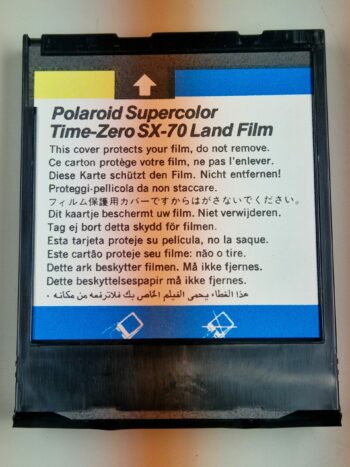 Polaroid Supercolor
Time-Zero SX-70 Land Film
This cover protects your film, do not remove.
Ce carton protège votre film, ne pas l'enlever.
Diese Karte schützt den Film. Nicht entfernen!
Proteggi-pellicola da non staccare.
フィルム保護用カバーですからはがさないでください。
Dit kaartje beschermt uw film. Niet verwijderen.
Tag ej bort detta skydd för filmen.
Esta tarjeta proteje su película, no la saque.
Este cartão proteje seu filme: não o tire.
Dette ark beskytter filmen. Må ikke fjernes.
Dette beskyttelsespapir må ikke fjernes.
هذا الغطاء يحمى الفيلم الخاص بك فلا ترفعه من مكانه ٠